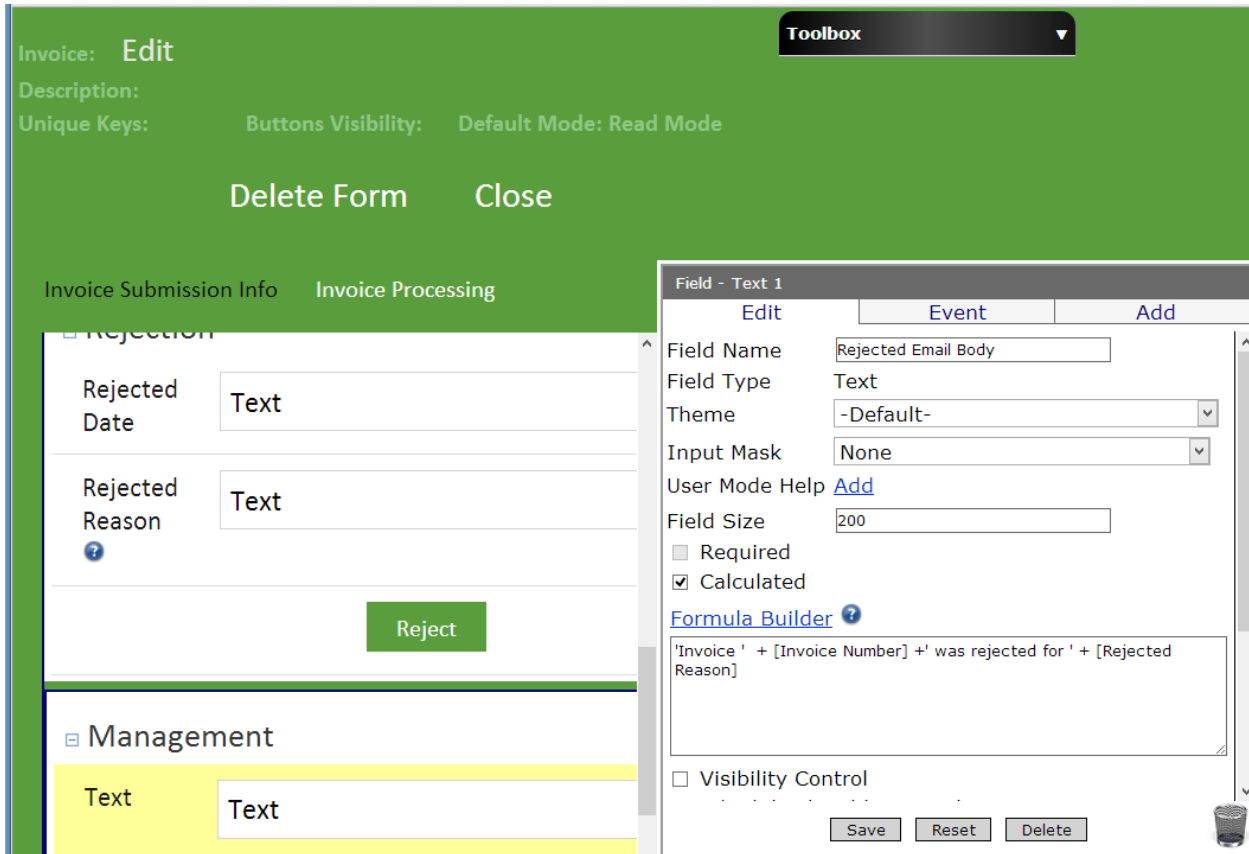 Toolbox
Invoice: Edit
Description:
Unique Keys: Buttons Visibility: Default Mode: Read Mode
Delete Form Close
Invoice Submission Info Invoice Processing
Rejection
Rejected
Date
Text
Rejected
Reason
Text
Reject
Management
Text
Text
Field - Text 1
Edit Event Add
Field Name Rejected Email Body
Field Type Text
Theme -Default-
Input Mask None
User Mode Help Add
Field Size 200
Required
Calculated
Formula Builder
'Invoice ' + [Invoice Number] +' was rejected for ' + [Rejected
Reason]
Visibility Control
Save Reset Delete